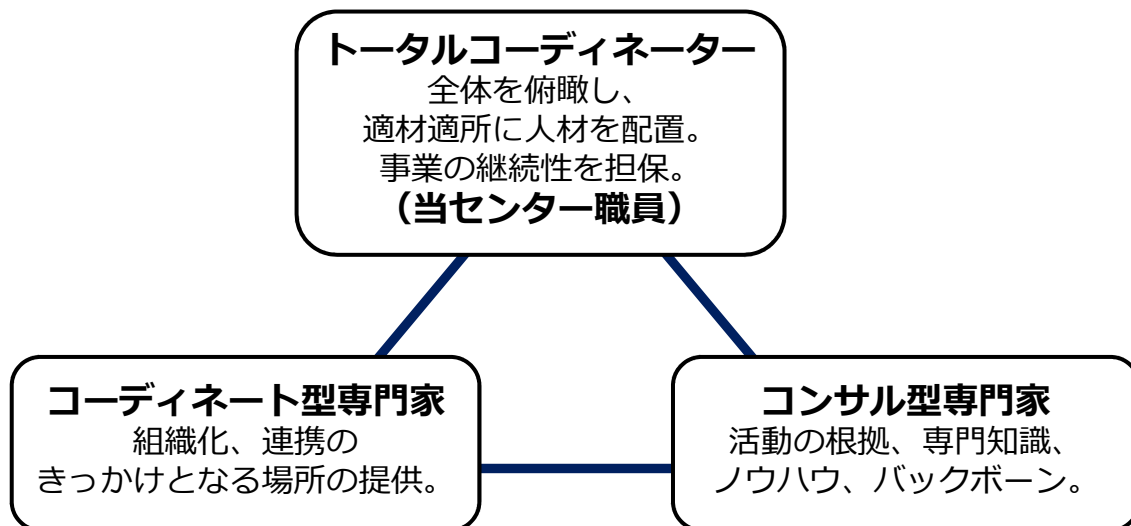 トータルコーディネーター
全体を俯瞰し、
適材適所に人材を配置。
事業の継続性を担保。
（当センター職員）
コーディネート型専門家
組織化、連携の
きっかけとなる場所の提供。
コンサル型専門家
活動の根拠、専門知識、
ノウハウ、バックボーン。